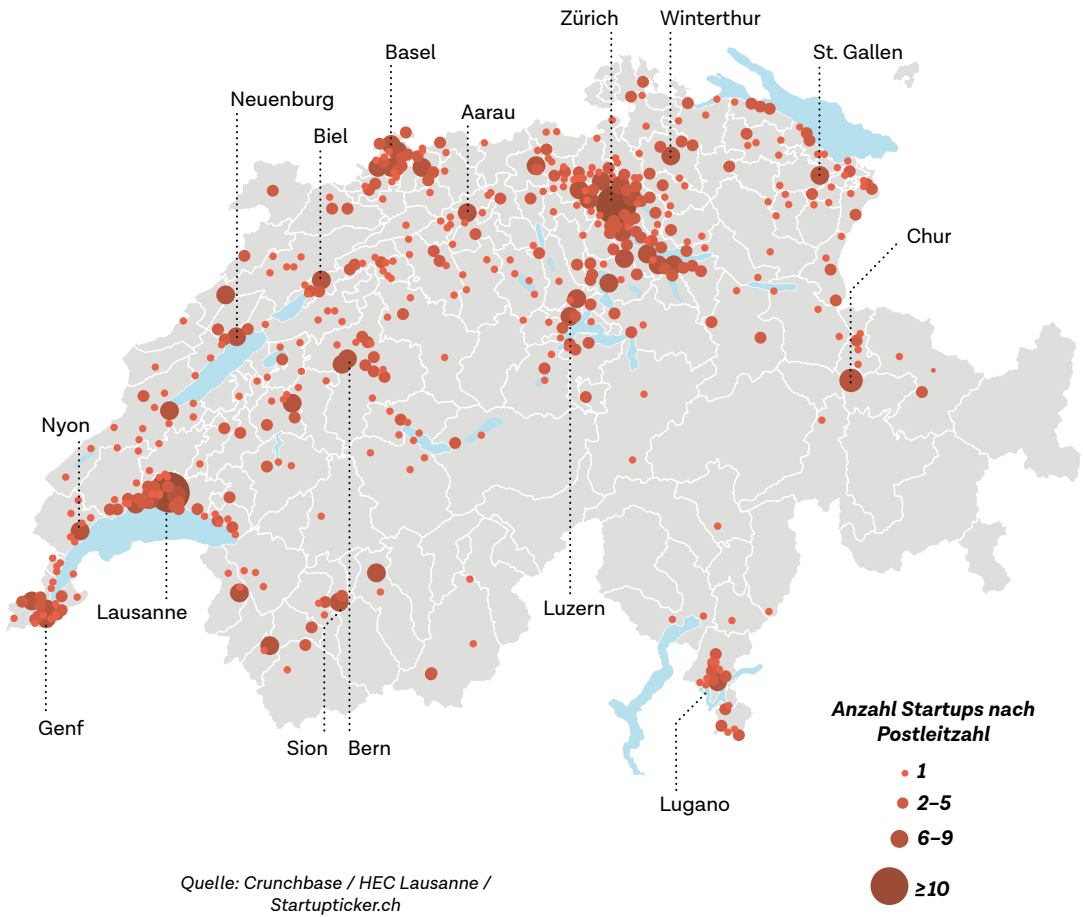 Zürich
Winterthur
Basel
St. Gallen
Neuenburg
Aarau
Biel
Chur
Nyon
Lausanne
Luzern
Genf
Sion
Bern
Lugano
Anzahl Startups nach
Postleitzahl
1
2–5
6–9
≥10
Quelle: Crunchbase / HEC Lausanne /
Startupticker.ch